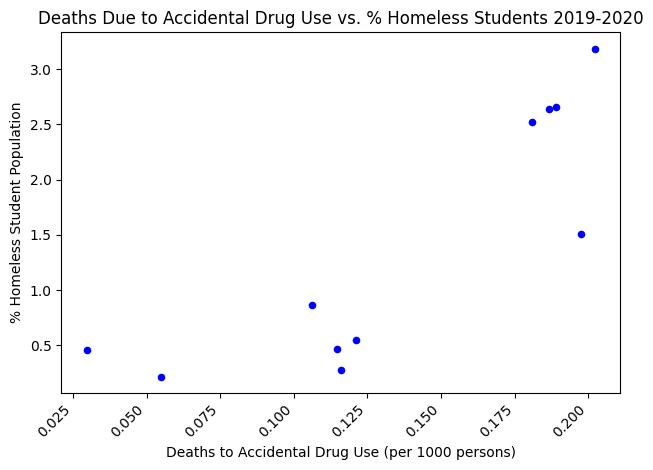 Deaths Due to Accidental Drug Use vs. % Homeless Students 2019-2020
% Homeless Student Population
3.0
2.5
2.0
1.5
1.0
0.5
0.025 0.050 0.075 0.100 0.125 0.150 0.175 0.200
Deaths to Accidental Drug Use (per 1000 persons)